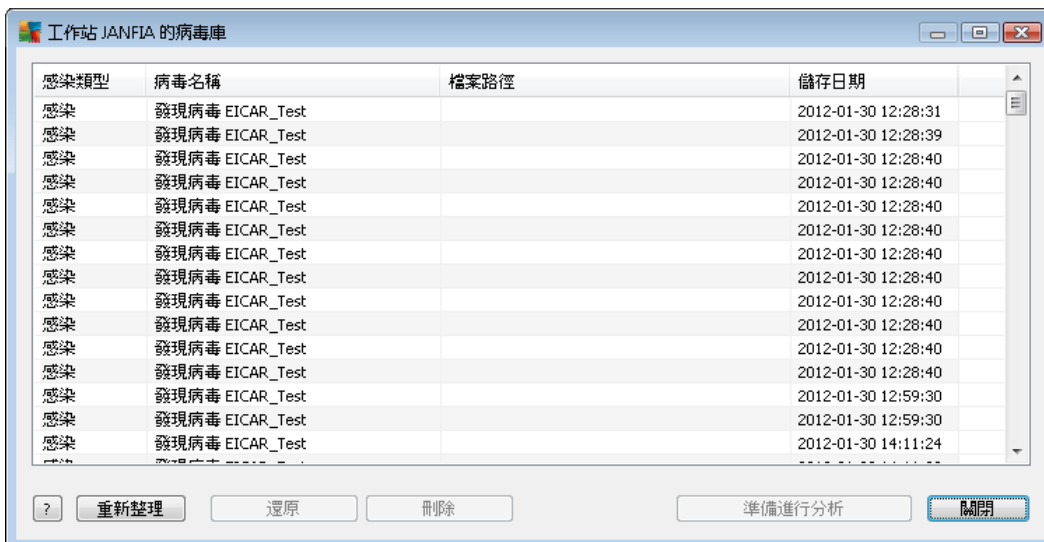 工作站 JANFIA 的病毒庫
感染類型 病毒名稱 檔案路徑 儲存日期
感染 發現病毒 EICAR_Test 2012-01-30 12:28:31
感染 發現病毒 EICAR_Test 2012-01-30 12:28:39
感染 發現病毒 EICAR_Test 2012-01-30 12:28:40
感染 發現病毒 EICAR_Test 2012-01-30 12:28:40
感染 發現病毒 EICAR_Test 2012-01-30 12:28:40
感染 發現病毒 EICAR_Test 2012-01-30 12:28:40
感染 發現病毒 EICAR_Test 2012-01-30 12:28:40
感染 發現病毒 EICAR_Test 2012-01-30 12:28:40
感染 發現病毒 EICAR_Test 2012-01-30 12:28:40
感染 發現病毒 EICAR_Test 2012-01-30 12:28:40
感染 發現病毒 EICAR_Test 2012-01-30 12:28:40
感染 發現病毒 EICAR_Test 2012-01-30 12:28:40
感染 發現病毒 EICAR_Test 2012-01-30 12:59:30
感染 發現病毒 EICAR_Test 2012-01-30 12:59:30
感染 發現病毒 EICAR_Test 2012-01-30 14:11:24
? 重新整理 還原 刪除 準備進行分析 關閉